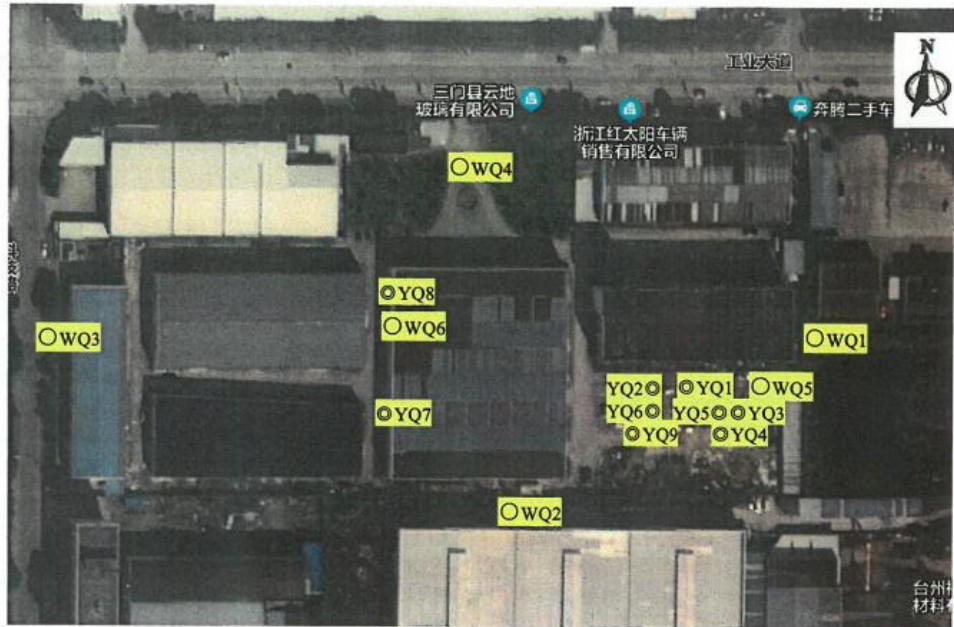 工业大道
N
三门县云地
玻璃有限公司
浙江红太阳车辆
销售有限公司
奔腾二手车
○WQ4
◎YQ8
○WQ6
○WQ3
○WQ1
YQ2◎
◎YQ1
○WQ5
◎YQ7
YQ6◎
YQ5◎
◎YQ3
◎YQ9
◎YQ4
○WQ2
台州
材料有